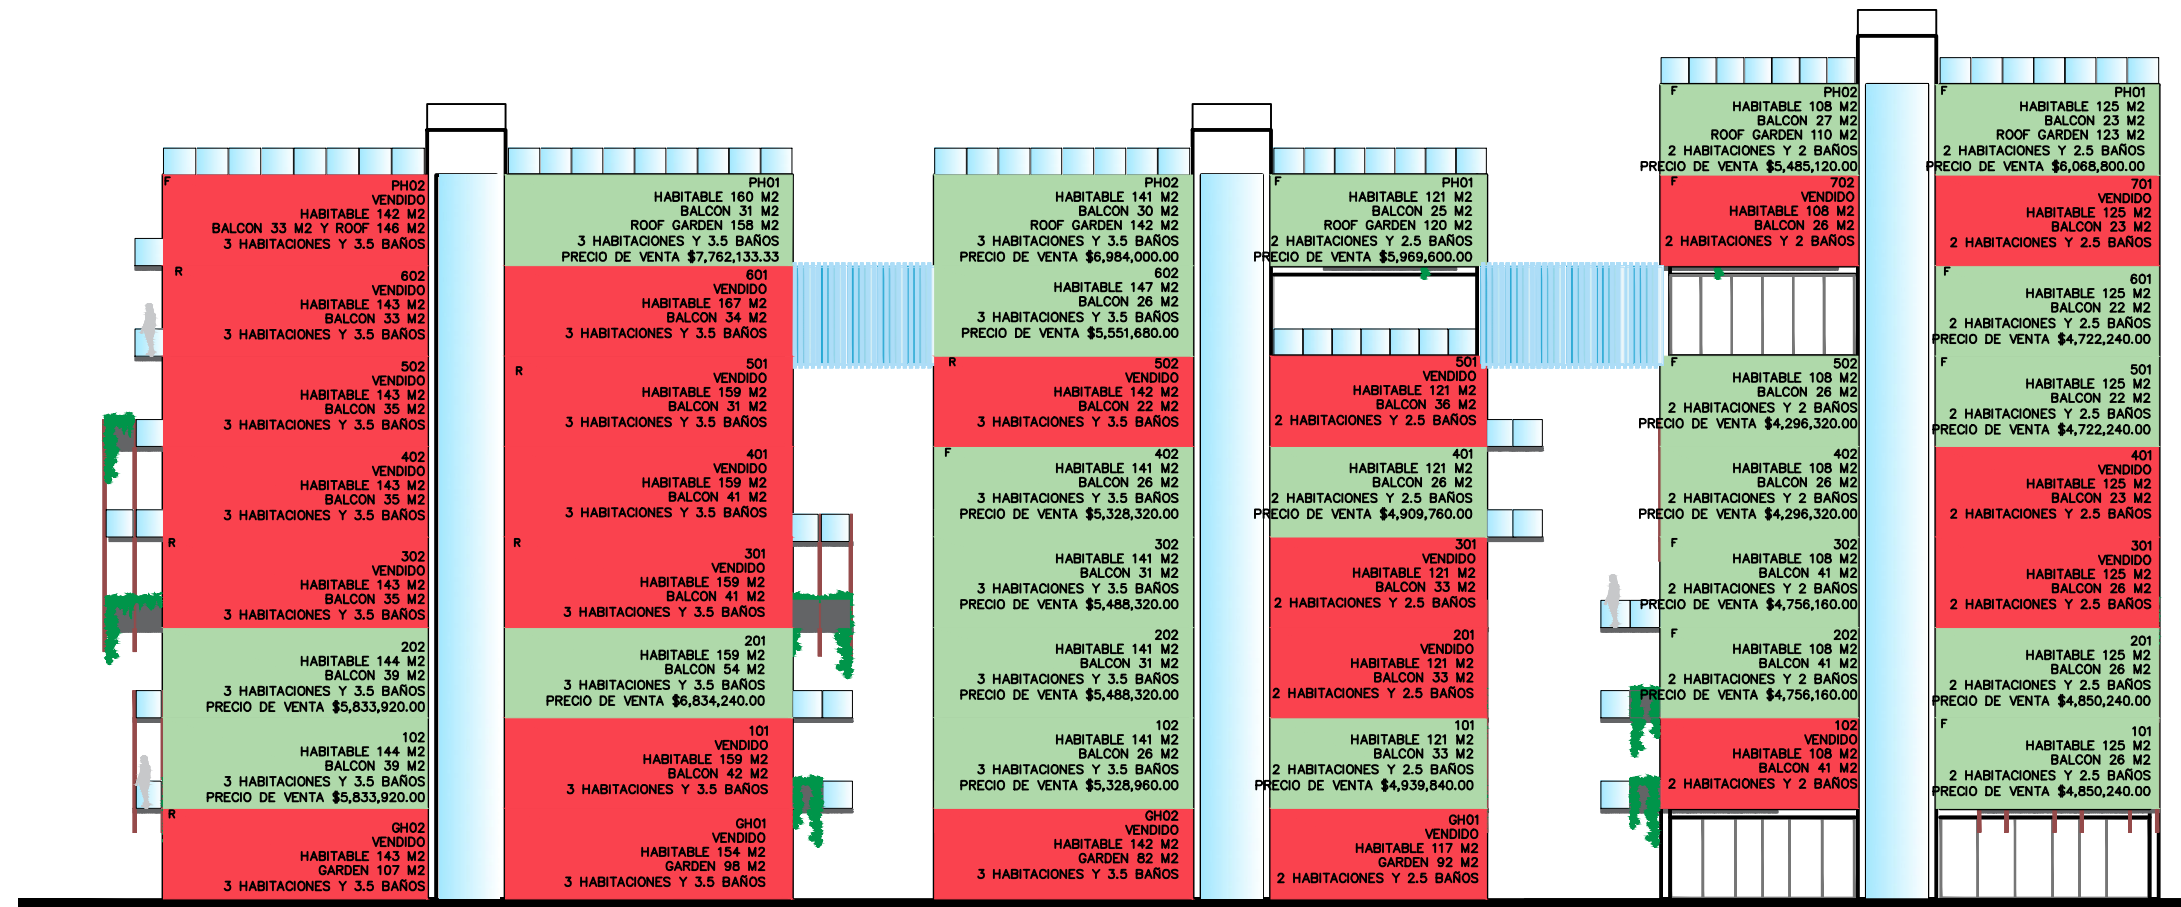 F
PH02
VENDIDO
HABITABLE 142 M2
BALCON 33 M2 Y ROOF 146 M2
3 HABITACIONES Y 3.5 BAÑOS
R
602
VENDIDO
HABITABLE 143 M2
BALCON 33 M2
3 HABITACIONES Y 3.5 BAÑOS
502
VENDIDO
HABITABLE 143 M2
BALCON 35 M2
3 HABITACIONES Y 3.5 BAÑOS
402
VENDIDO
HABITABLE 143 M2
BALCON 35 M2
3 HABITACIONES Y 3.5 BAÑOS
R
302
VENDIDO
HABITABLE 143 M2
BALCON 35 M2
3 HABITACIONES Y 3.5 BAÑOS
202
HABITABLE 144 M2
BALCON 39 M2
3 HABITACIONES Y 3.5 BAÑOS
PRECIO DE VENTA $5,833,920.00
102
HABITABLE 144 M2
BALCON 39 M2
3 HABITACIONES Y 3.5 BAÑOS
PRECIO DE VENTA $5,833,920.00
R
GH02
VENDIDO
HABITABLE 143 M2
GARDEN 107 M2
3 HABITACIONES Y 3.5 BAÑOS
PH01
HABITABLE 160 M2
BALCON 31 M2
ROOF GARDEN 158 M2
3 HABITACIONES Y 3.5 BAÑOS
PRECIO DE VENTA $7,762,133.33
601
VENDIDO
HABITABLE 167 M2
BALCON 34 M2
3 HABITACIONES Y 3.5 BAÑOS
R
501
VENDIDO
HABITABLE 159 M2
BALCON 31 M2
3 HABITACIONES Y 3.5 BAÑOS
401
VENDIDO
HABITABLE 159 M2
BALCON 41 M2
3 HABITACIONES Y 3.5 BAÑOS
R
301
VENDIDO
HABITABLE 159 M2
BALCON 41 M2
3 HABITACIONES Y 3.5 BAÑOS
201
HABITABLE 159 M2
BALCON 54 M2
3 HABITACIONES Y 3.5 BAÑOS
PRECIO DE VENTA $6,834,240.00
101
VENDIDO
HABITABLE 159 M2
BALCON 42 M2
3 HABITACIONES Y 3.5 BAÑOS
GH01
VENDIDO
HABITABLE 154 M2
GARDEN 98 M2
3 HABITACIONES Y 3.5 BAÑOS
PH02
HABITABLE 141 M2
BALCON 30 M2
ROOF GARDEN 142 M2
3 HABITACIONES Y 3.5 BAÑOS
PRECIO DE VENTA $6,984,000.00
602
HABITABLE 147 M2
BALCON 26 M2
3 HABITACIONES Y 3.5 BAÑOS
PRECIO DE VENTA $5,551,680.00
R
502
VENDIDO
HABITABLE 142 M2
BALCON 22 M2
3 HABITACIONES Y 3.5 BAÑOS
F
402
HABITABLE 141 M2
BALCON 26 M2
3 HABITACIONES Y 3.5 BAÑOS
PRECIO DE VENTA $5,328,320.00
302
HABITABLE 141 M2
BALCON 31 M2
3 HABITACIONES Y 3.5 BAÑOS
PRECIO DE VENTA $5,488,320.00
202
HABITABLE 141 M2
BALCON 31 M2
3 HABITACIONES Y 3.5 BAÑOS
PRECIO DE VENTA $5,488,320.00
102
HABITABLE 141 M2
BALCON 26 M2
3 HABITACIONES Y 3.5 BAÑOS
PRECIO DE VENTA $5,328,960.00
GH02
VENDIDO
HABITABLE 142 M2
GARDEN 82 M2
3 HABITACIONES Y 3.5 BAÑOS
F
PH01
HABITABLE 121 M2
BALCON 25 M2
ROOF GARDEN 120 M2
2 HABITACIONES Y 2.5 BAÑOS
PRECIO DE VENTA $5,969,600.00
501
VENDIDO
HABITABLE 121 M2
BALCON 36 M2
2 HABITACIONES Y 2.5 BAÑOS
401
HABITABLE 121 M2
BALCON 26 M2
2 HABITACIONES Y 2.5 BAÑOS
PRECIO DE VENTA $4,909,760.00
301
VENDIDO
HABITABLE 121 M2
BALCON 33 M2
2 HABITACIONES Y 2.5 BAÑOS
201
VENDIDO
HABITABLE 121 M2
BALCON 33 M2
2 HABITACIONES Y 2.5 BAÑOS
101
HABITABLE 121 M2
BALCON 33 M2
2 HABITACIONES Y 2.5 BAÑOS
PRECIO DE VENTA $4,939,840.00
GH01
VENDIDO
HABITABLE 117 M2
GARDEN 92 M2
2 HABITACIONES Y 2.5 BAÑOS
F
PH02
HABITABLE 108 M2
BALCON 27 M2
ROOF GARDEN 110 M2
2 HABITACIONES Y 2 BAÑOS
PRECIO DE VENTA $5,485,120.00
F
702
VENDIDO
HABITABLE 108 M2
BALCON 26 M2
2 HABITACIONES Y 2 BAÑOS
F
502
HABITABLE 108 M2
BALCON 26 M2
2 HABITACIONES Y 2 BAÑOS
PRECIO DE VENTA $4,296,320.00
402
HABITABLE 108 M2
BALCON 26 M2
2 HABITACIONES Y 2 BAÑOS
PRECIO DE VENTA $4,296,320.00
F
302
HABITABLE 108 M2
BALCON 41 M2
2 HABITACIONES Y 2 BAÑOS
PRECIO DE VENTA $4,756,160.00
F
202
HABITABLE 108 M2
BALCON 41 M2
2 HABITACIONES Y 2 BAÑOS
PRECIO DE VENTA $4,756,160.00
102
VENDIDO
HABITABLE 108 M2
BALCON 41 M2
2 HABITACIONES Y 2 BAÑOS
F
PH01
HABITABLE 125 M2
BALCON 23 M2
ROOF GARDEN 123 M2
2 HABITACIONES Y 2.5 BAÑOS
PRECIO DE VENTA $6,068,800.00
701
VENDIDO
HABITABLE 125 M2
BALCON 23 M2
2 HABITACIONES Y 2.5 BAÑOS
F
601
HABITABLE 125 M2
BALCON 22 M2
2 HABITACIONES Y 2.5 BAÑOS
PRECIO DE VENTA $4,722,240.00
F
501
HABITABLE 125 M2
BALCON 22 M2
2 HABITACIONES Y 2.5 BAÑOS
PRECIO DE VENTA $4,722,240.00
401
VENDIDO
HABITABLE 125 M2
BALCON 23 M2
2 HABITACIONES Y 2.5 BAÑOS
301
VENDIDO
HABITABLE 125 M2
BALCON 26 M2
2 HABITACIONES Y 2.5 BAÑOS
201
HABITABLE 125 M2
BALCON 26 M2
2 HABITACIONES Y 2.5 BAÑOS
PRECIO DE VENTA $4,850,240.00
F
101
HABITABLE 125 M2
BALCON 26 M2
2 HABITACIONES Y 2.5 BAÑOS
PRECIO DE VENTA $4,850,240.00